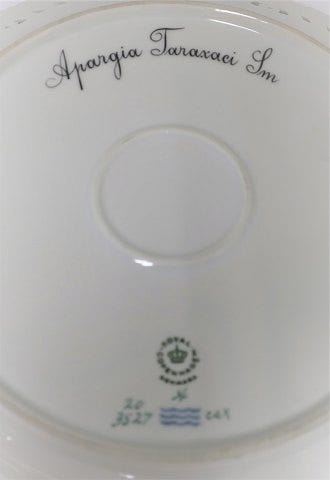 Apargia Taraxaci Sm
ROYAL
COPENHAGEN
DENMARK
20
3527